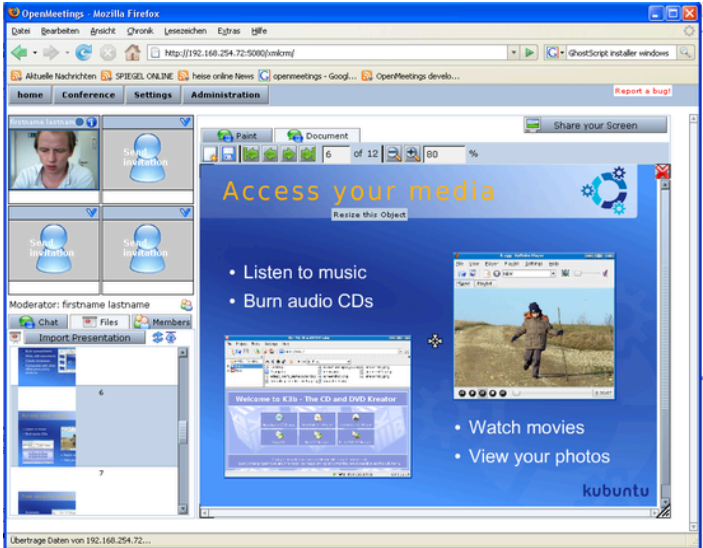 OpenMeetings - Mozilla Firefox
Datei Bearbeiten Ansicht Chronik Lesezeichen Extras Hilfe
http://192.168.254.72:5080/xmlcrm/
GhostScript installer windows
Aktuelle Nachrichten SPIEGEL ONLINE heise online News openmeetings - Googl... OpenMeetings develo...
home Conference Settings Administration
Report a bug!
firstname lastnam
Send invitation
Send invitation
Send invitation
Moderator: firstname lastname
Chat Files Members
Import Presentation
6
7
Share your Screen
Paint Document
6 of 12 80 %
Access your media
Resize this Object
• Listen to music
• Burn audio CDs
Welcome to K3b - The CD and DVD Kreator
• Watch movies
• View your photos
kubuntu
Übertrage Daten von 192.168.254.72...